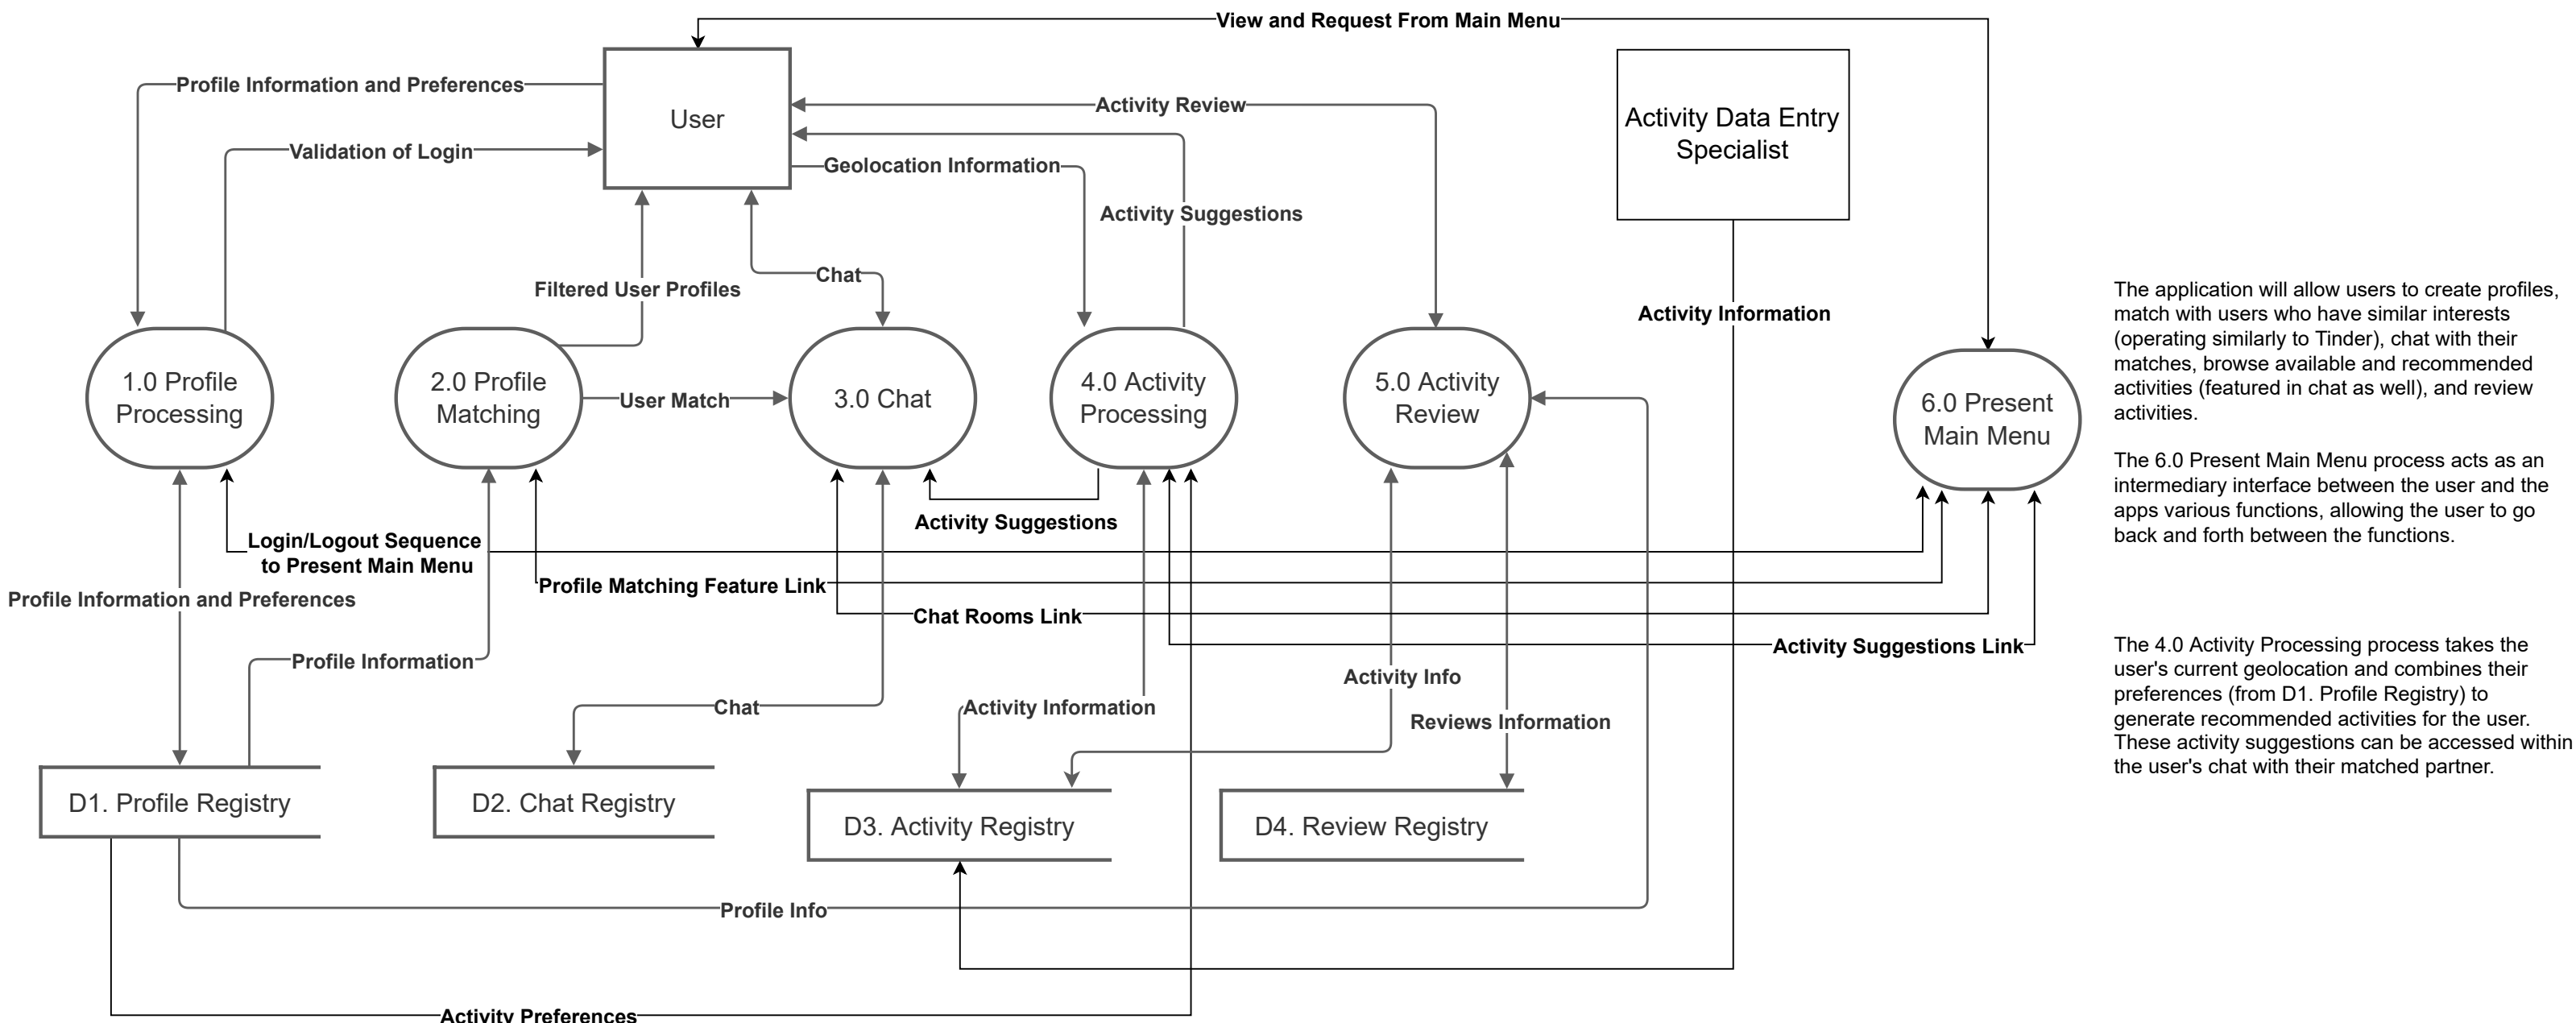 View and Request From Main Menu
Profile Information and Preferences
User
Activity Review
Activity Data Entry
Specialist
Validation of Login
Geolocation Information
Activity Suggestions
Chat
Filtered User Profiles
Activity Information
1.0 Profile
Processing
2.0 Profile
Matching
User Match
3.0 Chat
4.0 Activity
Processing
5.0 Activity
Review
6.0 Present
Main Menu
The application will allow users to create profiles,
match with users who have similar interests
(operating similarly to Tinder), chat with their
matches, browse available and recommended
activities (featured in chat as well), and review
activities.
The 6.0 Present Main Menu process acts as an
intermediary interface between the user and the
apps various functions, allowing the user to go
back and forth between the functions.
The 4.0 Activity Processing process takes the
user's current geolocation and combines their
preferences (from D1. Profile Registry) to
generate recommended activities for the user.
These activity suggestions can be accessed within
the user's chat with their matched partner.
Activity Suggestions
Login/Logout Sequence
to Present Main Menu
Profile Matching Feature Link
Profile Information and Preferences
Chat Rooms Link
Activity Suggestions Link
Profile Information
Activity Info
Chat
Activity Information
Reviews Information
D1. Profile Registry
D2. Chat Registry
D3. Activity Registry
D4. Review Registry
Profile Info
Activity Preferences